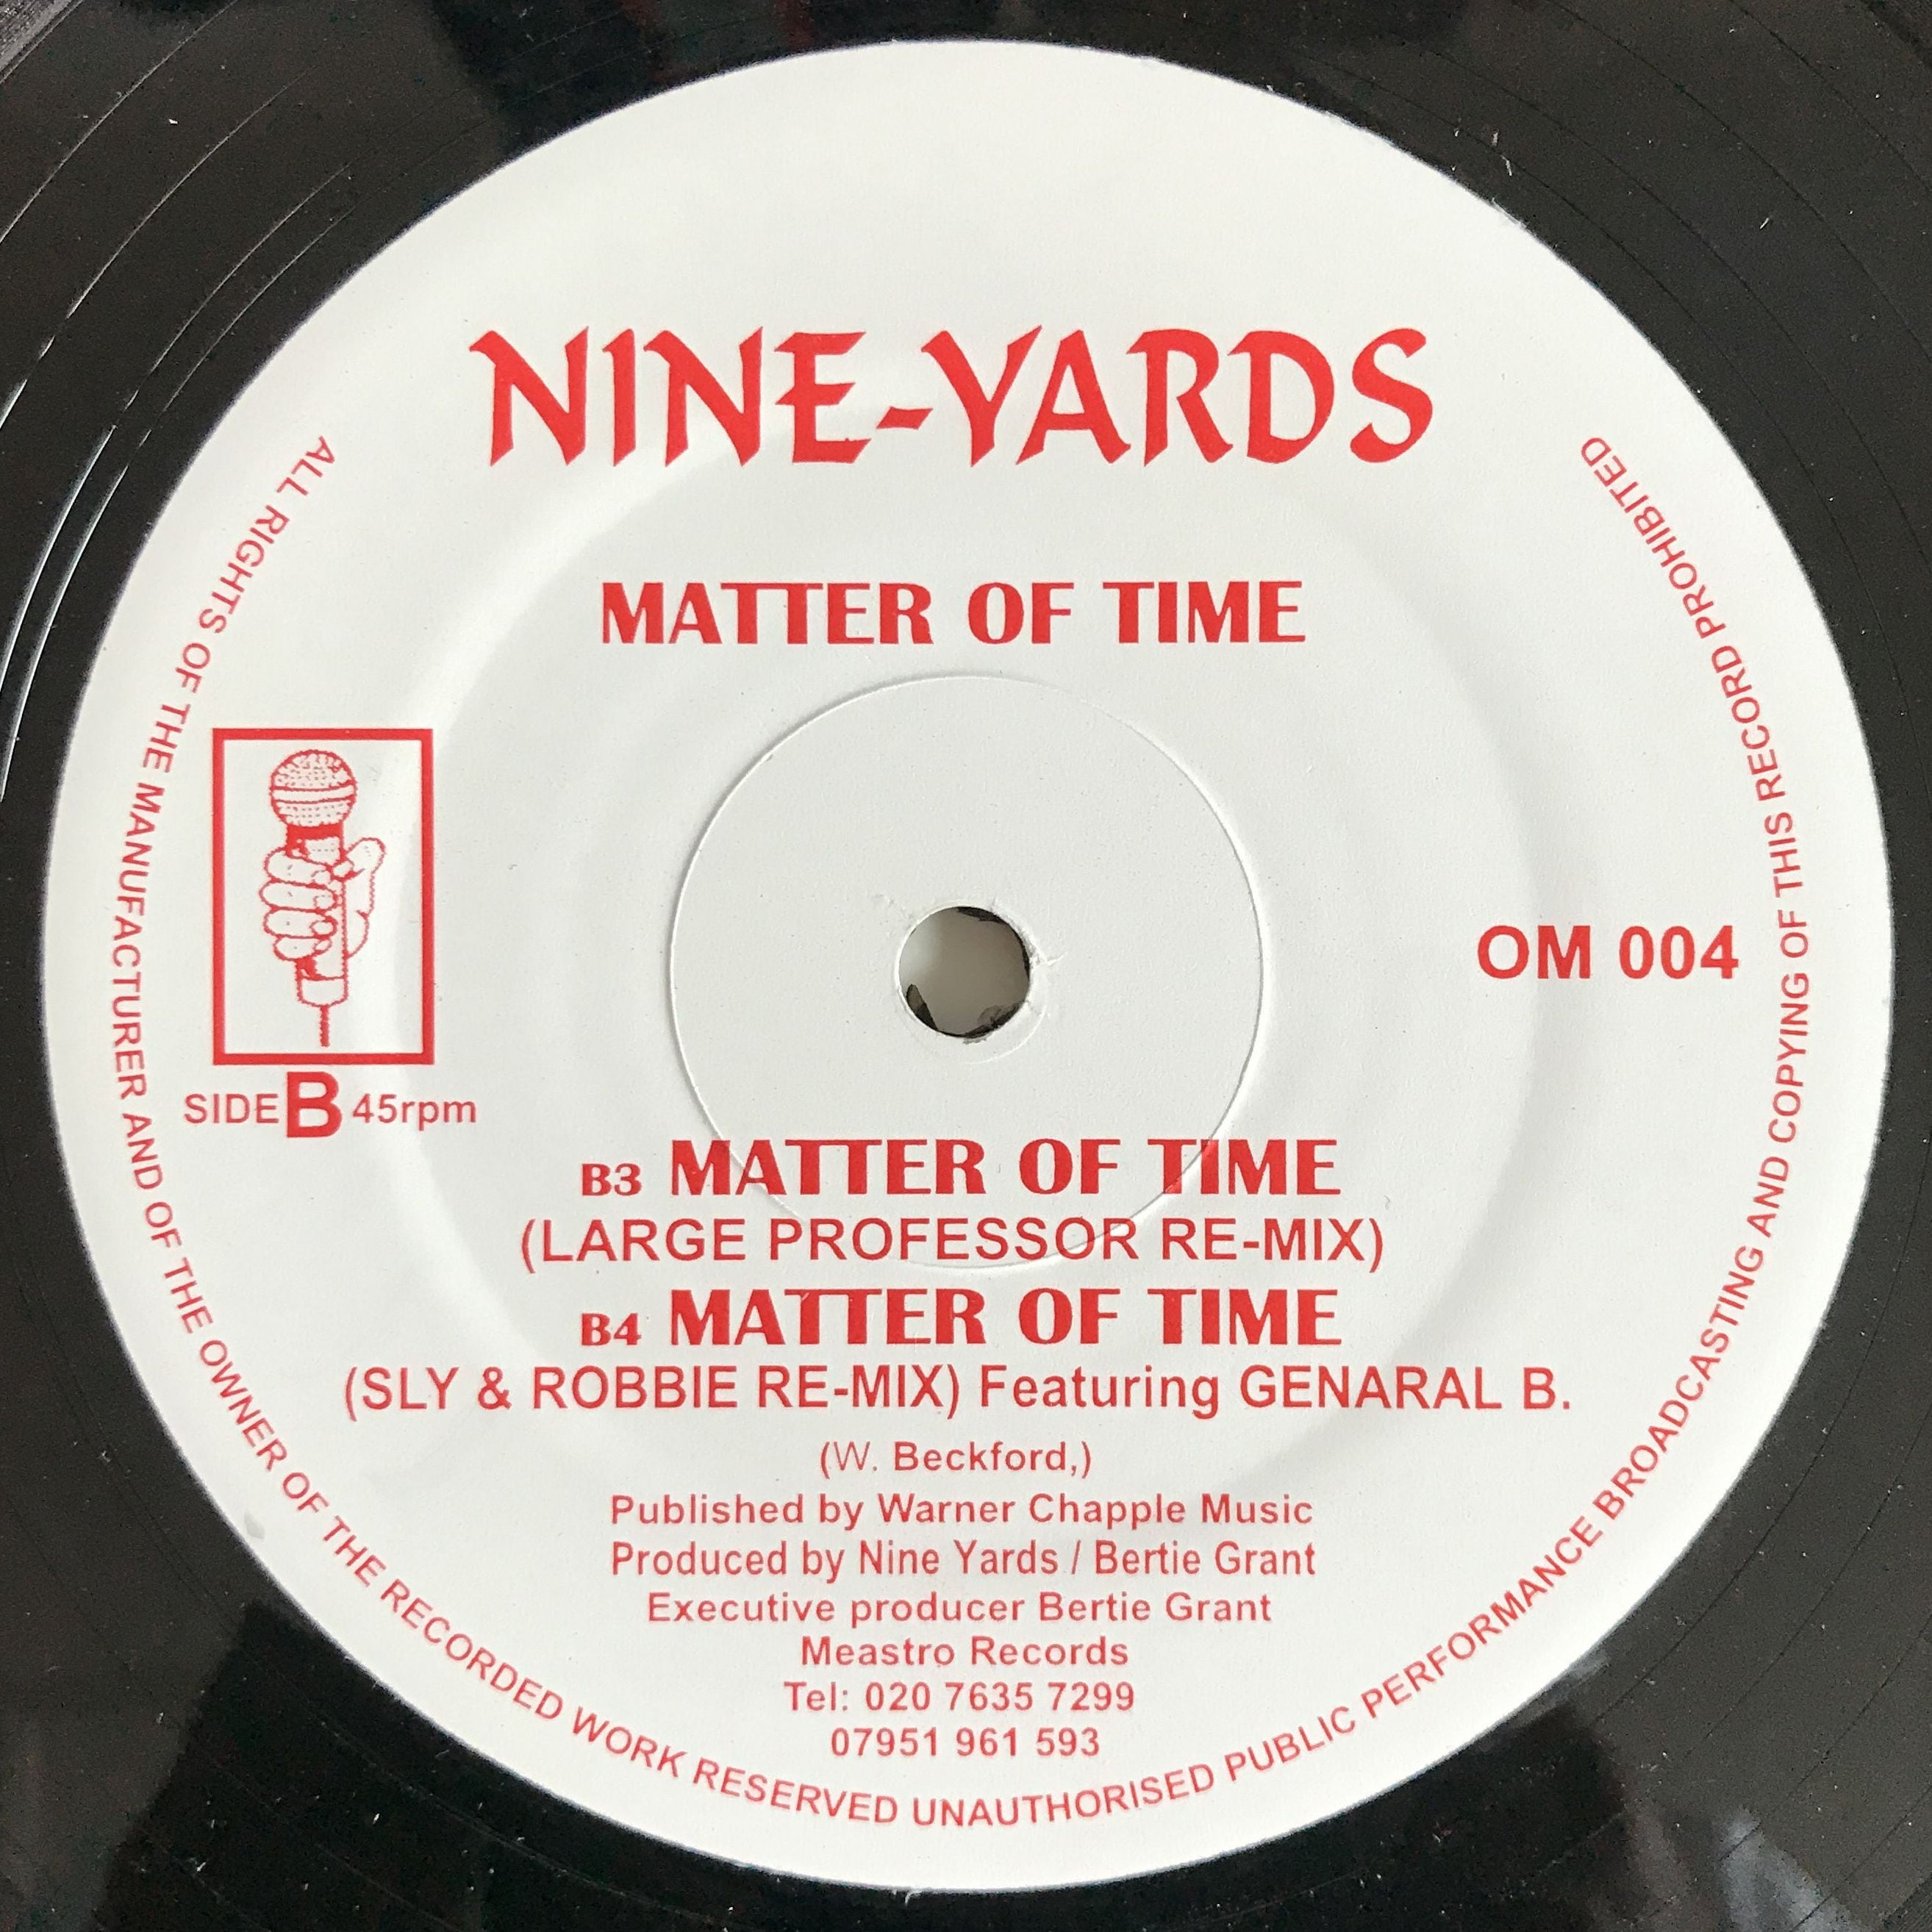 NINE-YARDS
MATTER OF TIME
OM 004
SIDE B 45rpm
B3 MATTER OF TIME
(LARGE PROFESSOR RE-MIX)
B4 MATTER OF TIME
(SLY & ROBBIE RE-MIX) Featuring GENARAL B.
(W. Beckford,)
Published by Warner Chapple Music
Produced by Nine Yards / Bertie Grant
Executive producer Bertie Grant
Meastro Records
Tel: 020 7635 7299
07951 961 593
ALL RIGHTS OF THE MANUFACTURER AND OF THE OWNER OF THE RECORDED WORK RESERVED UNAUTHORISED PUBLIC PERFORMANCE BROADCASTING AND COPYING OF THIS RECORD PROHIBITED